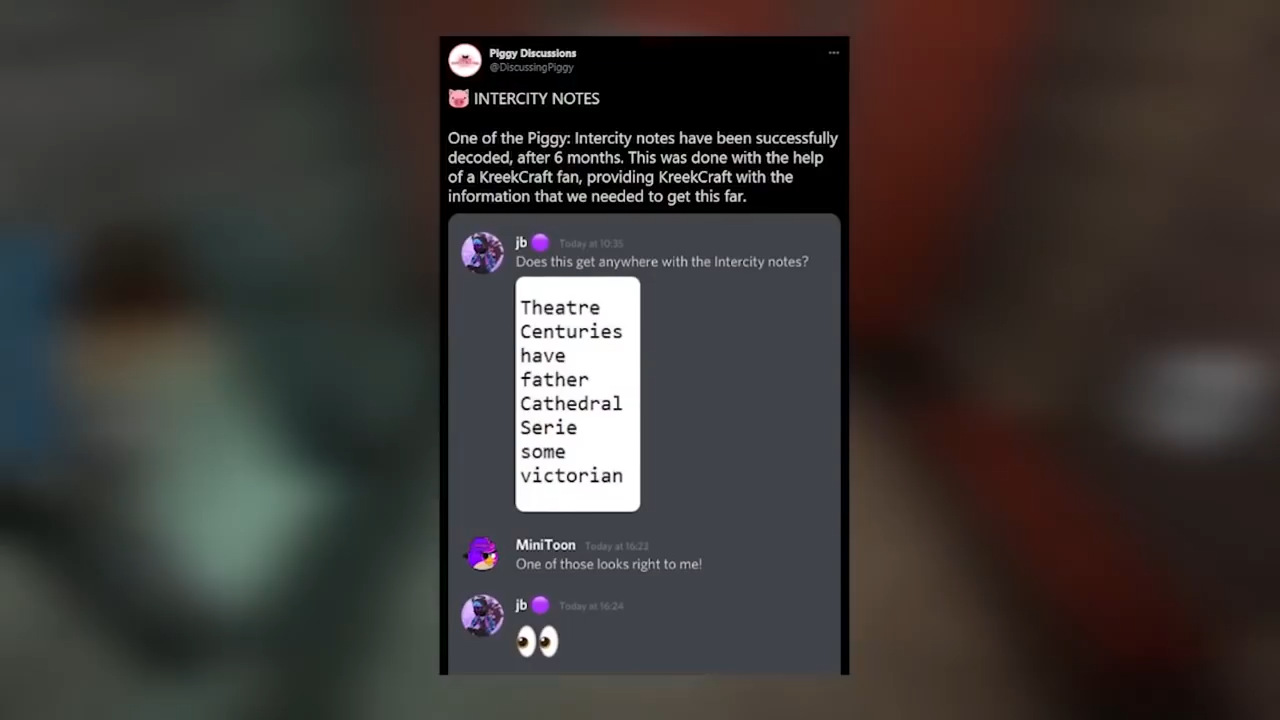 Piggy Discussions
@DiscussingPiggy
🐷 INTERCITY NOTES
One of the Piggy: Intercity notes have been successfully
decoded, after 6 months. This was done with the help
of a KreekCraft fan, providing KreekCraft with the
information that we needed to get this far.
jb Today at 10:35
Does this get anywhere with the Intercity notes?
Theatre
Centuries
have
father
Cathedral
Serie
some
victorian
MiniToon Today at 16:23
One of those looks right to me!
jb Today at 16:24
👀